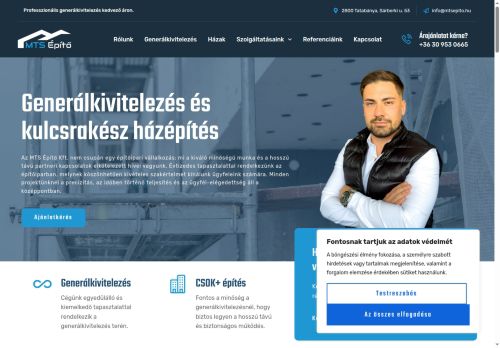 Professzionális generálkivitelezés kedvező áron.
2800 Tatabánya, Sárberki u. 53
info@mtsepito.hu
MTS Építő
Rólunk
Generálkivitelezés
Házak
Szolgáltatásaink
Referenciáink
Kapcsolat
Árajánlatot kérne?
+36 30 953 0665
Generálkivitelezés és
kulcsrakész házépítés
Az MTS Építő Kft. nem csupán egy építőipari vállalkozás; mi a kiváló minőségű munka és a hosszú
távú partneri kapcsolatok elkötelezett hívei vagyunk. Évtizedes tapasztalattal rendelkezünk az
építőiparban, melynek köszönhetően kivételes szakértelmet kínálunk ügyfeleink számára. Minden
projektünknél a precizitás, az időben történő teljesítés és az ügyfél-elégedettség áll a
középpontban.
Ajánlatkérés
Generálkivitelezés
Cégünk egyedülálló és
kiemelkedő tapasztalattal
rendelkezik a
generálkivitelezés terén.
CSOK+ építés
Fontos a minőség a
generálkivitelezésnél, hogy
biztos legyen a hosszú távú
és biztonságos működés.
Fontosnak tartjuk az adatok védelmét
A böngészési élmény fokozása, a személyre szabott
hirdetések vagy tartalmak megjelenítése, valamint a
forgalom elemzése érdekében sütiket használunk.
Testreszabás
Az összes elfogadása